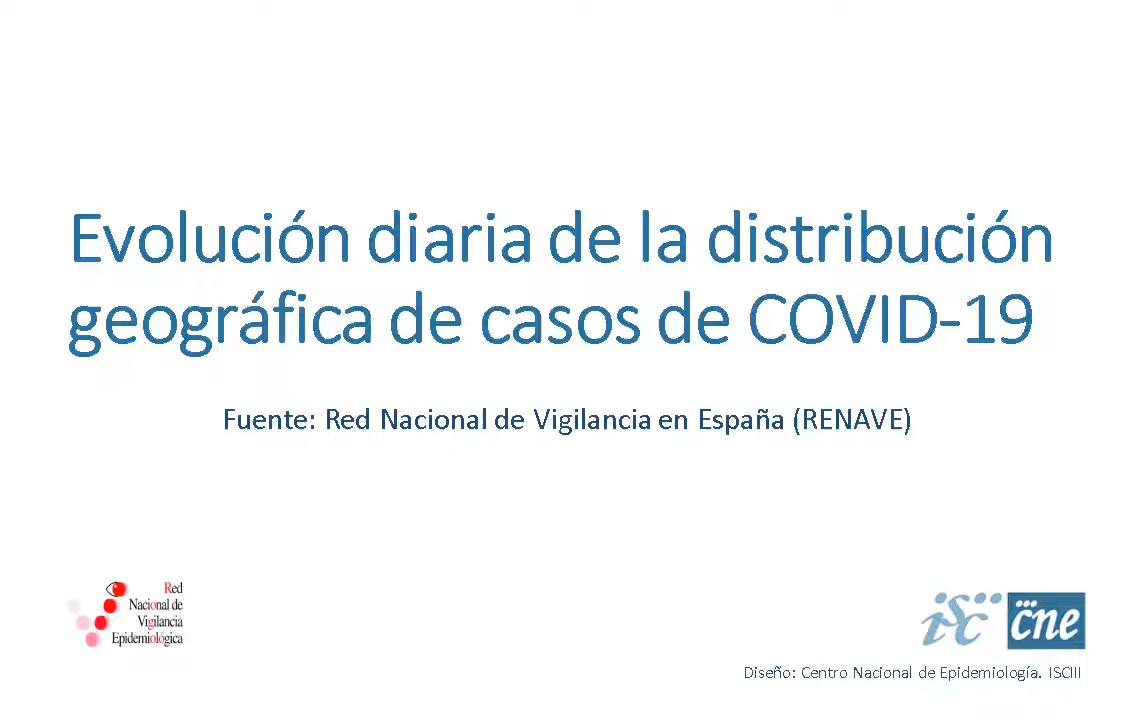 Evolución diaria de la distribución
geográfica de casos de COVID-19
Fuente: Red Nacional de Vigilancia en España (RENAVE)
Red
Nacional de
Vigilancia
Epidemiológica
isc
cne
Diseño: Centro Nacional de Epidemiología. ISCIII